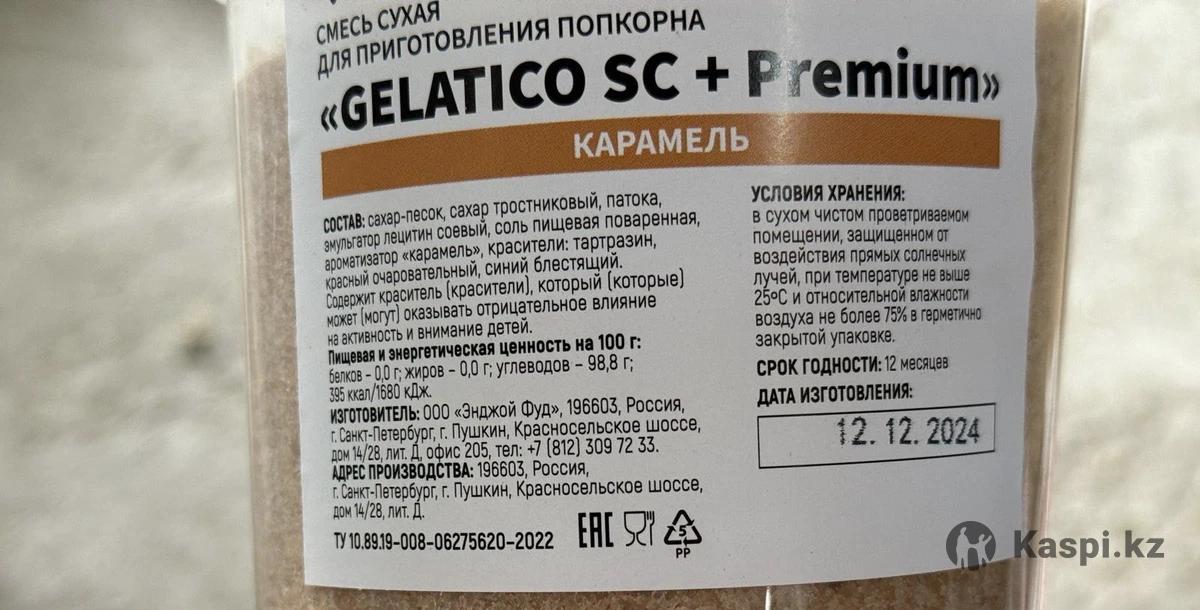 СМЕСЬ СУХАЯ
ДЛЯ ПРИГОТОВЛЕНИЯ ПОПКОРНА
«GELATICO SC + Premium»
КАРАМЕЛЬ
СОСТАВ: сахар-песок, сахар тростниковый, патока,
эмульгатор лецитин соевый, соль пищевая поваренная,
ароматизатор «карамель», красители: тартразин,
красный очаровательный, синий блестящий.
Содержит краситель (красители), который (которые)
может (могут) оказывать отрицательное влияние
на активность и внимание детей.
Пищевая и энергетическая ценность на 100 г:
белков – 0,0 г; жиров – 0,0 г; углеводов – 98,8 г;
395 ккал/1680 кДж.
ИЗГОТОВИТЕЛЬ: ООО «Энджой Фуд», 196603, Россия,
г. Санкт-Петербург, г. Пушкин, Красносельское шоссе,
дом 14/28, лит. Д, офис 205, тел: +7 (812) 309 72 33.
АДРЕС ПРОИЗВОДСТВА: 196603, Россия,
г. Санкт-Петербург, г. Пушкин, Красносельское шоссе,
дом 14/28, лит. Д.
ТУ 10.89.19-008-06275620-2022
EAC
5
PP
УСЛОВИЯ ХРАНЕНИЯ:
в сухом чистом проветриваемом
помещении, защищенном от
воздействия прямых солнечных
лучей, при температуре не выше
25ºС и относительной влажности
воздуха не более 75% в герметично
закрытой упаковке.
СРОК ГОДНОСТИ: 12 месяцев
ДАТА ИЗГОТОВЛЕНИЯ:
12. 12. 2024
Kaspi.kz